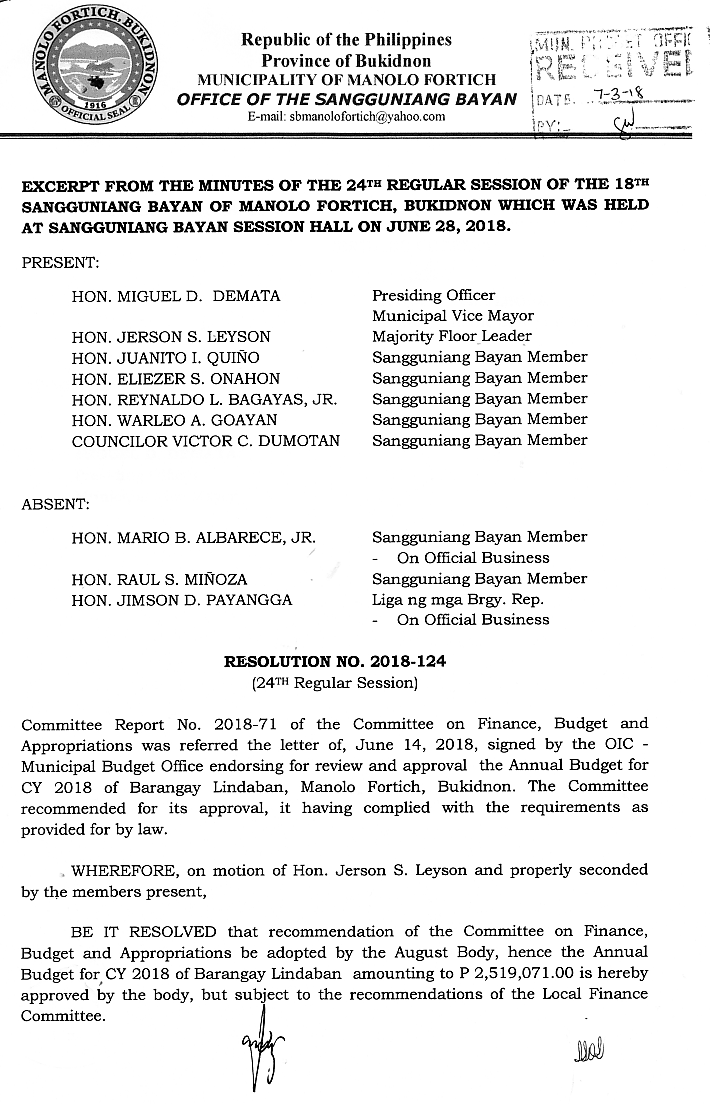 MANOLO FORTICH, BUKIDNON
1916
OFFICIAL SEAL
Republic of the Philippines
Province of Bukidnon
MUNICIPALITY OF MANOLO FORTICH
OFFICE OF THE SANGGUNIANG BAYAN
E-mail: sbmanolofortich@yahoo.com
MUN.
RECEIVED
DATE. 7-3-18
BY:
EXCERPT FROM THE MINUTES OF THE 24TH REGULAR SESSION OF THE 18TH
SANGGUNIANG BAYAN OF MANOLO FORTICH, BUKIDNON WHICH WAS HELD
AT SANGGUNIANG BAYAN SESSION HALL ON JUNE 28, 2018.
PRESENT:
HON. MIGUEL D. DEMATA Presiding Officer
Municipal Vice Mayor
HON. JERSON S. LEYSON Majority Floor Leader
HON. JUANITO I. QUIÑO Sangguniang Bayan Member
HON. ELIEZER S. ONAHON Sangguniang Bayan Member
HON. REYNALDO L. BAGAYAS, JR. Sangguniang Bayan Member
HON. WARLEO A. GOAYAN Sangguniang Bayan Member
COUNCILOR VICTOR C. DUMOTAN Sangguniang Bayan Member
ABSENT:
HON. MARIO B. ALBARECE, JR. Sangguniang Bayan Member
- On Official Business
HON. RAUL S. MIÑOZA Sangguniang Bayan Member
HON. JIMSON D. PAYANGGA Liga ng mga Brgy. Rep.
- On Official Business
RESOLUTION NO. 2018-124
(24TH Regular Session)
Committee Report No. 2018-71 of the Committee on Finance, Budget and
Appropriations was referred the letter of, June 14, 2018, signed by the OIC -
Municipal Budget Office endorsing for review and approval the Annual Budget for
CY 2018 of Barangay Lindaban, Manolo Fortich, Bukidnon. The Committee
recommended for its approval, it having complied with the requirements as
provided for by law.
WHEREFORE, on motion of Hon. Jerson S. Leyson and properly seconded
by the members present,
BE IT RESOLVED that recommendation of the Committee on Finance,
Budget and Appropriations be adopted by the August Body, hence the Annual
Budget for CY 2018 of Barangay Lindaban amounting to P 2,519,071.00 is hereby
approved by the body, but subject to the recommendations of the Local Finance
Committee.